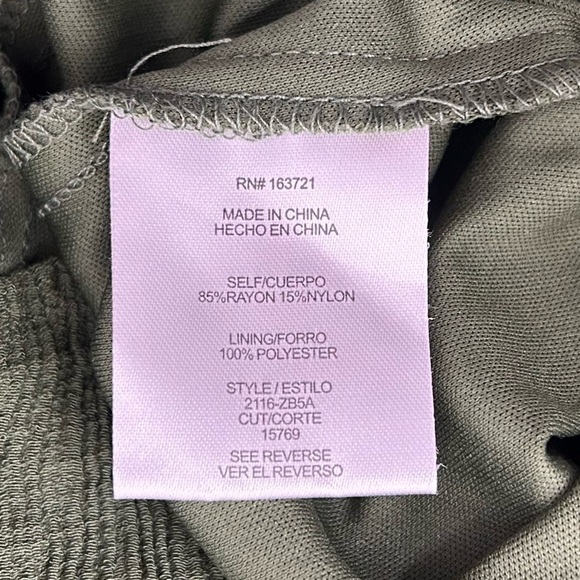 RN# 163721
MADE IN CHINA
HECHO EN CHINA
SELF/CUERPO
85%RAYON 15%NYLON
LINING/FORRO
100% POLYESTER
STYLE / ESTILO
2116-ZB5A
CUT/CORTE
15769
SEE REVERSE
VER EL REVERSO